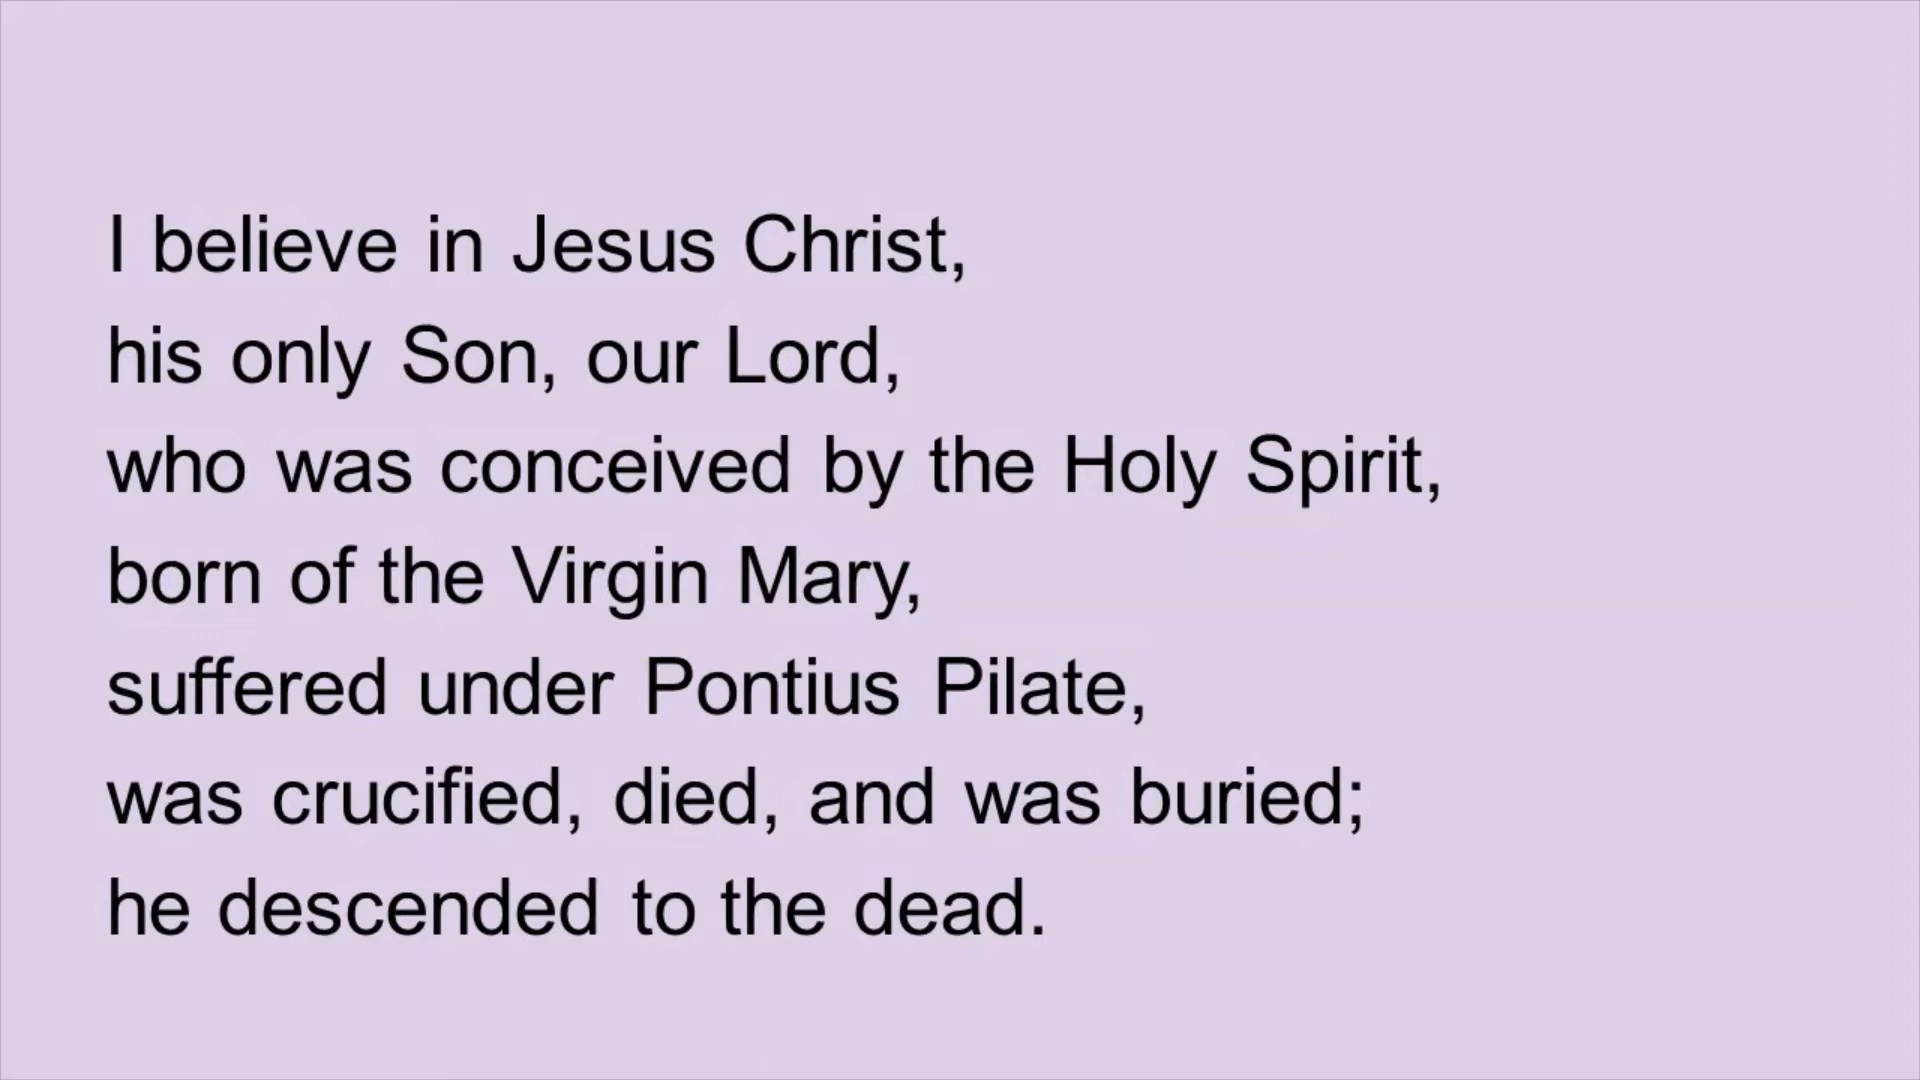 I believe in Jesus Christ,
his only Son, our Lord,
who was conceived by the Holy Spirit,
born of the Virgin Mary,
suffered under Pontius Pilate,
was crucified, died, and was buried;
he descended to the dead.